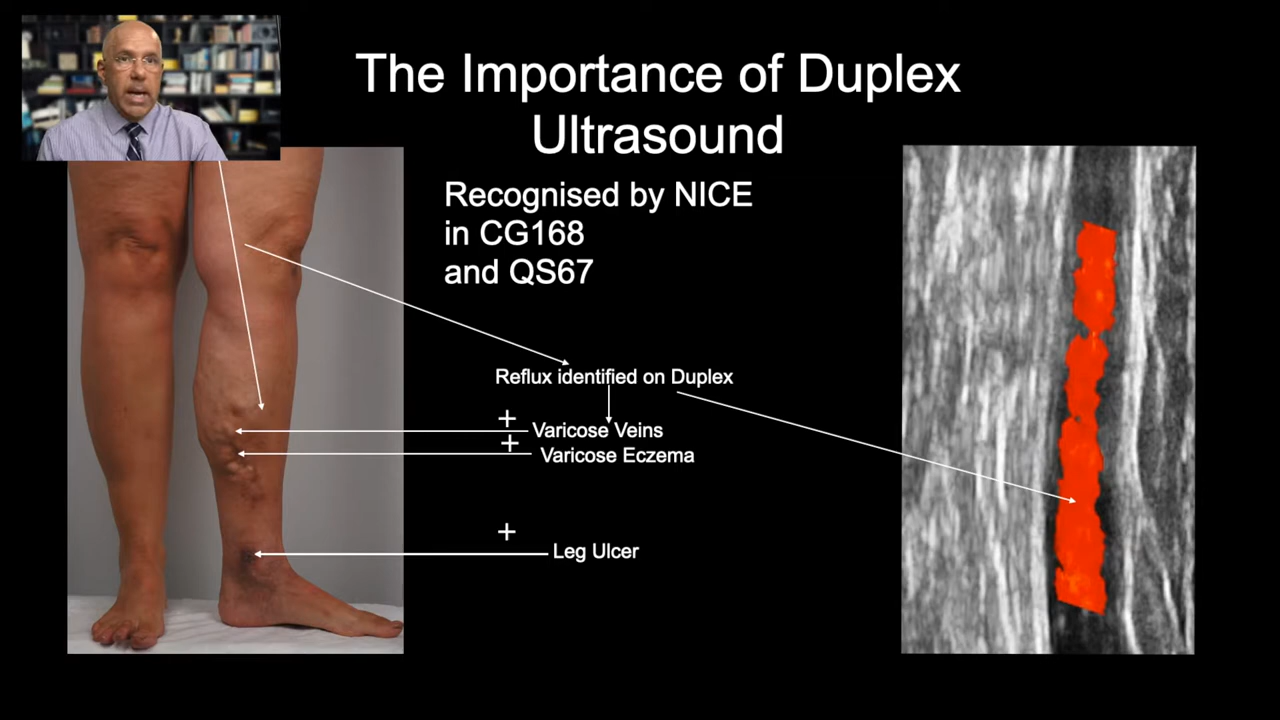 The Importance of Duplex
Ultrasound
Recognised by NICE
in CG168
and QS67
Reflux identified on Duplex
+
Varicose Veins
+
Varicose Eczema
+
Leg Ulcer